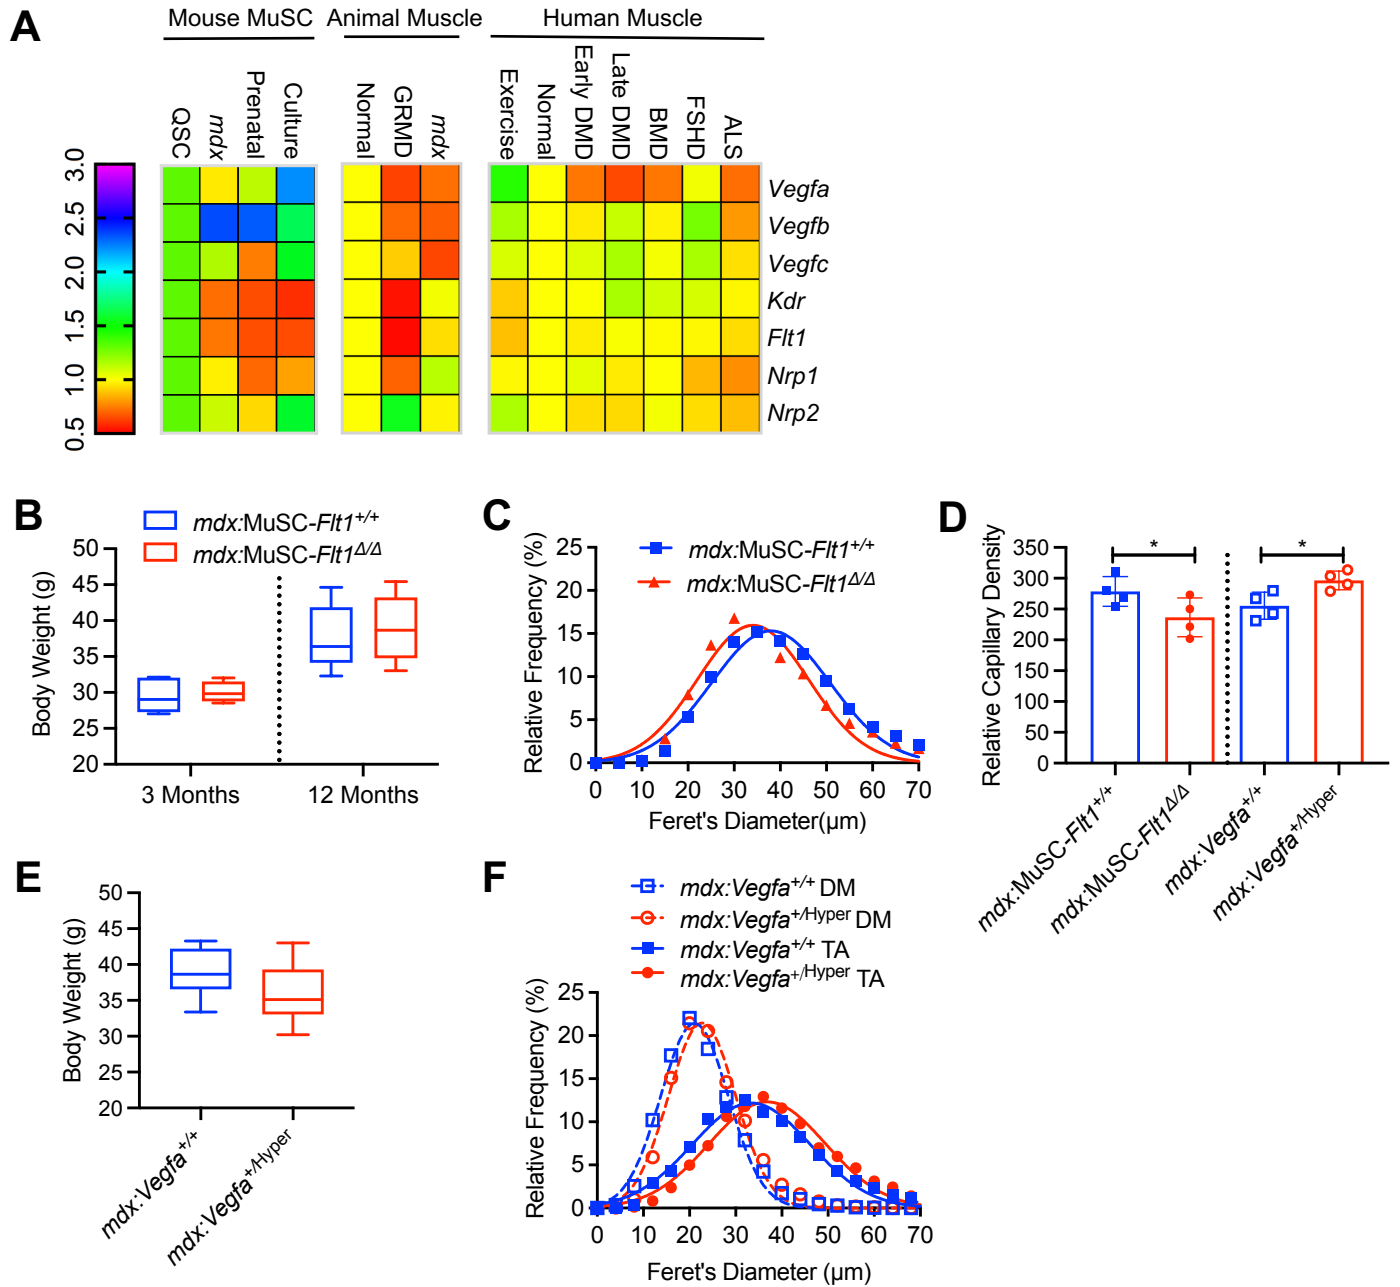 A
Mouse MuSC
Animal Muscle
Human Muscle
QSC
mdx
Prenatal
Culture
Normal
GRMD
mdx
Exercise
Normal
Early DMD
Late DMD
BMD
FSHD
ALS
3.0
2.5
2.0
1.5
1.0
0.5
Vegfa
Vegfb
Vegfc
Kdr
Flt1
Nrp1
Nrp2
B
mdx:MuSC-Flt1+/+
mdx:MuSC-Flt1Δ/Δ
Body Weight (g)
50
45
40
35
30
25
20
3 Months
12 Months
C
mdx:MuSC-Flt1+/+
mdx:MuSC-Flt1Δ/Δ
Relative Frequency (%)
25
20
15
10
5
0
0 10 20 30 40 50 60 70
Feret's Diameter(μm)
D
Relative Capillary Density
350
300
250
200
150
100
50
0
*
*
mdx:MuSC-Flt1+/+
mdx:MuSC-Flt1Δ/Δ
mdx:Vegfa+/+
mdx:Vegfa+/Hyper
E
Body Weight (g)
50
45
40
35
30
25
20
mdx:Vegfa+/+
mdx:Vegfa+/Hyper
F
mdx:Vegfa+/+ DM
mdx:Vegfa+/Hyper DM
mdx:Vegfa+/+ TA
mdx:Vegfa+/Hyper TA
Relative Frequency (%)
25
20
15
10
5
0
0 10 20 30 40 50 60 70
Feret's Diameter (μm)